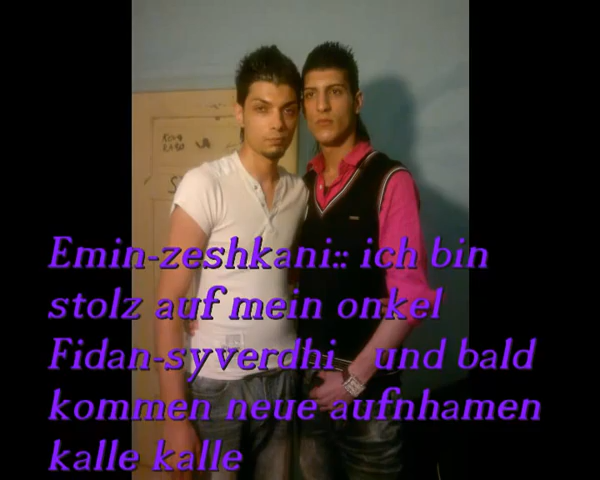 Emin-zeshkani:: ich bin
stolz auf mein onkel
Fidan-syverdhi und bald
kommen neue aufnhamen
kalle kalle